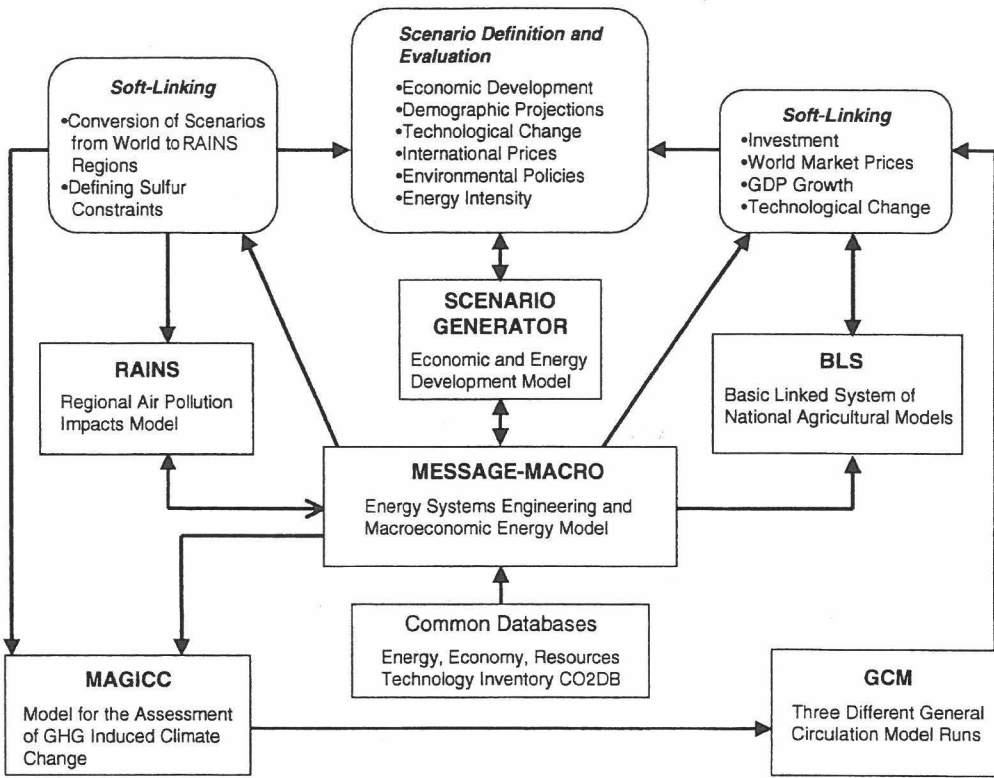 Scenario Definition and
Evaluation
•Economic Development
•Demographic Projections
•Technological Change
•International Prices
•Environmental Policies
•Energy Intensity
Soft-Linking
•Conversion of Scenarios
from World to RAINS
Regions
•Defining Sulfur
Constraints
Soft-Linking
•Investment
•World Market Prices
•GDP Growth
•Technological Change
SCENARIO
GENERATOR
Economic and Energy
Development Model
RAINS
Regional Air Pollution
Impacts Model
BLS
Basic Linked System of
National Agricultural Models
MESSAGE-MACRO
Energy Systems Engineering and
Macroeconomic Energy Model
Common Databases
Energy, Economy, Resources
Technology Inventory CO2DB
MAGICC
Model for the Assessment
of GHG Induced Climate
Change
GCM
Three Different General
Circulation Model Runs